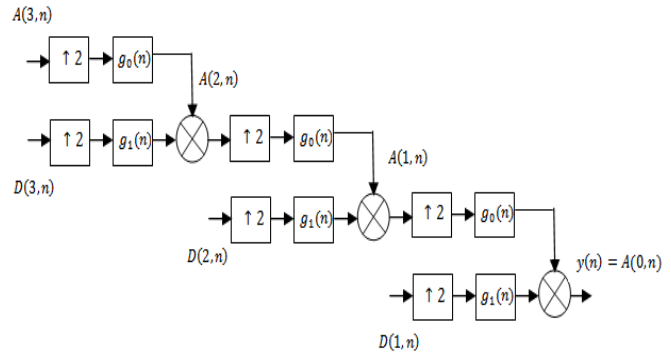 A(3,n)
↑ 2
g₀(n)
A(2,n)
↑ 2
g₁(n)
↑ 2
g₀(n)
D(3,n)
A(1,n)
↑ 2
g₁(n)
↑ 2
g₀(n)
D(2,n)
y(n) = A(0,n)
↑ 2
g₁(n)
D(1,n)